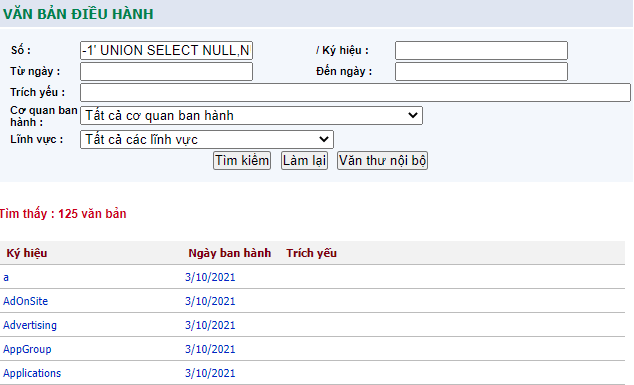 VĂN BẢN ĐIỀU HÀNH
Số : -1' UNION SELECT NULL,N / Ký hiệu :
Từ ngày : Đến ngày :
Trích yếu :
Cơ quan ban hành : Tất cả cơ quan ban hành
Lĩnh vực : Tất cả các lĩnh vực
Tìm kiếm Làm lại Văn thư nội bộ
Tìm thấy : 125 văn bản
Ký hiệu Ngày ban hành Trích yếu
a 3/10/2021
AdOnSite 3/10/2021
Advertising 3/10/2021
AppGroup 3/10/2021
Applications 3/10/2021